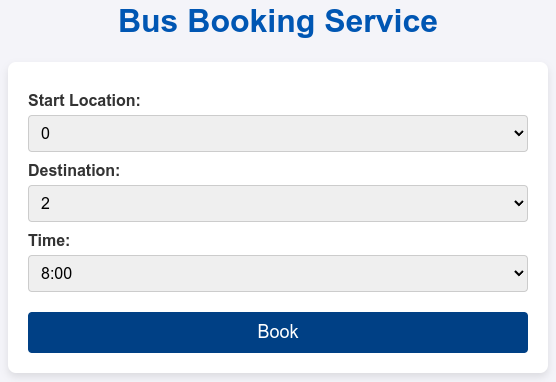 Bus Booking Service
Start Location:
0
Destination:
2
Time:
8:00
Book